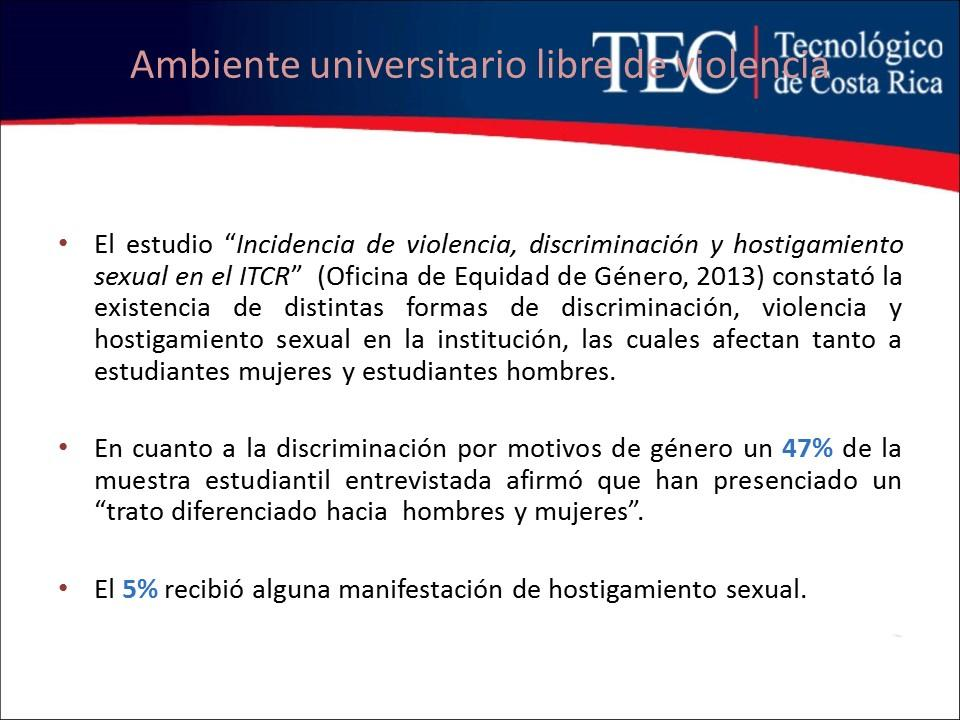 Ambiente universitario libre de violencia
TEC
Tecnológico
de Costa Rica
• El estudio “Incidencia de violencia, discriminación y hostigamiento
sexual en el ITCR” (Oficina de Equidad de Género, 2013) constató la
existencia de distintas formas de discriminación, violencia y
hostigamiento sexual en la institución, las cuales afectan tanto a
estudiantes mujeres y estudiantes hombres.
• En cuanto a la discriminación por motivos de género un 47% de la
muestra estudiantil entrevistada afirmó que han presenciado un
“trato diferenciado hacia hombres y mujeres”.
• El 5% recibió alguna manifestación de hostigamiento sexual.